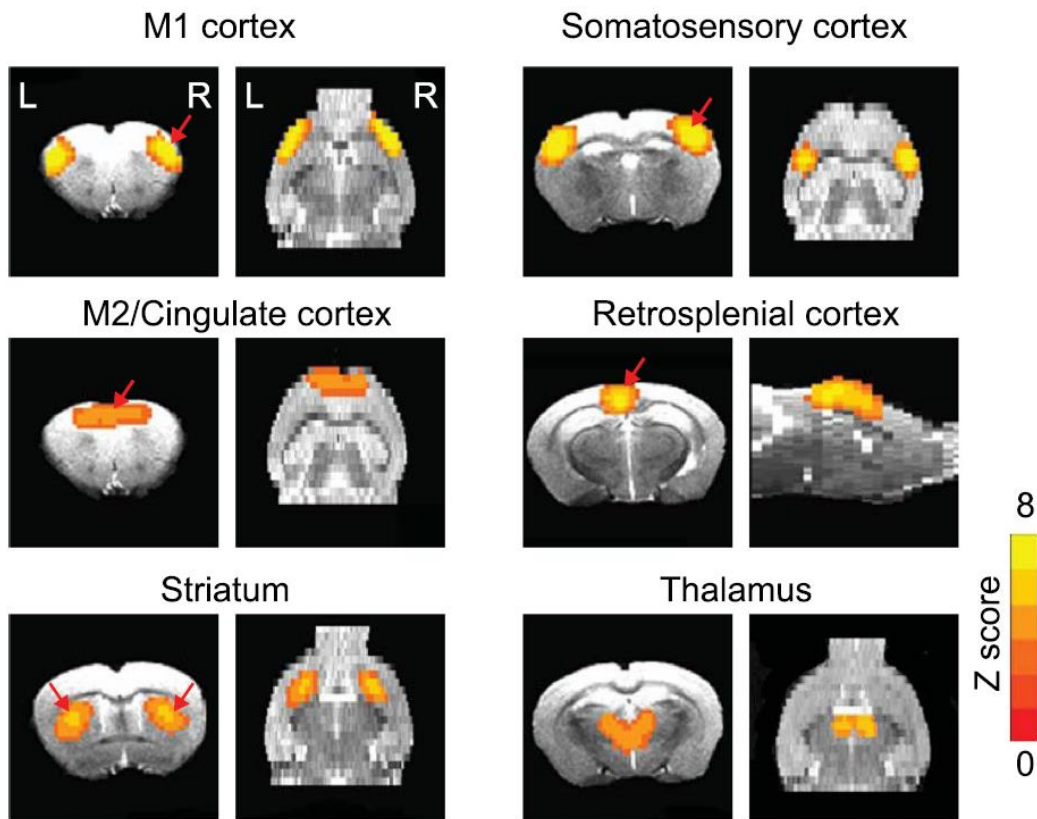 M1 cortex
Somatosensory cortex
L R L R
M2/Cingulate cortex
Retrosplenial cortex
Striatum
Thalamus
8
Z score
0